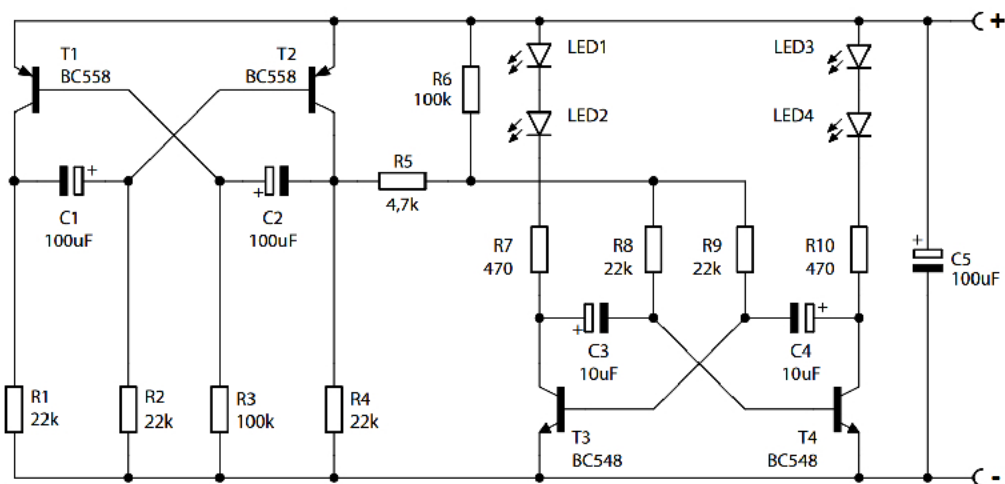 +
T1
BC558
T2
BC558
R6
100k
LED1
LED2
LED3
LED4
+
C1
100uF
+
C2
100uF
R5
4,7k
R7
470
R8
22k
R9
22k
R10
470
+
C5
100uF
+
C3
10uF
+
C4
10uF
R1
22k
R2
22k
R3
100k
R4
22k
T3
BC548
T4
BC548
-